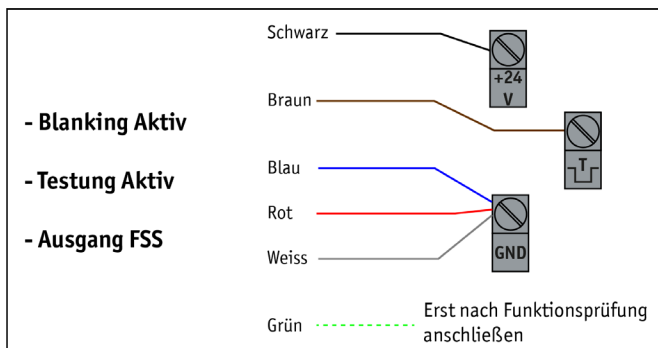 Schwarz
+24
V
Braun
T
- Blanking Aktiv
- Testung Aktiv
- Ausgang FSS
Blau
Rot
Weiss
GND
Grün
Erst nach Funktionsprüfung
anschließen